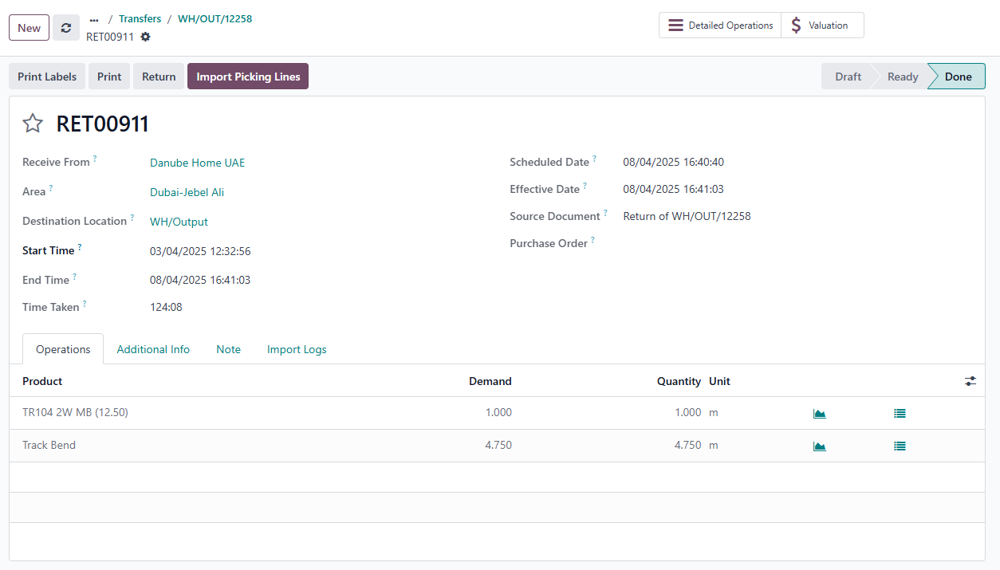 New
... / Transfers / WH/OUT/12258
RET00911
Detailed Operations
$ Valuation
Print Labels
Print
Return
Import Picking Lines
Draft
Ready
Done
RET00911
Receive From ? Danube Home UAE
Area ? Dubai-Jebel Ali
Destination Location ? WH/Output
Start Time ? 03/04/2025 12:32:56
End Time ? 08/04/2025 16:41:03
Time Taken ? 124:08
Scheduled Date ? 08/04/2025 16:40:40
Effective Date ? 08/04/2025 16:41:03
Source Document ? Return of WH/OUT/12258
Purchase Order ?
Operations Additional Info Note Import Logs
Product Demand Quantity Unit
TR104 2W MB (12.50) 1.000 1.000 m
Track Bend 4.750 4.750 m